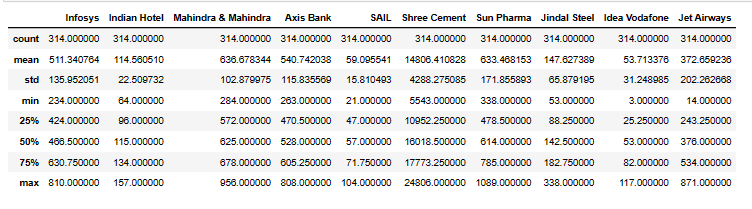 Infosys Indian Hotel Mahindra & Mahindra Axis Bank SAIL Shree Cement Sun Pharma Jindal Steel Idea Vodafone Jet Airways
count 314.000000 314.000000 314.000000 314.000000 314.000000 314.000000 314.000000 314.000000 314.000000 314.000000
mean 511.340764 114.560510 636.678344 540.742038 59.095541 14806.410828 633.468153 147.627389 53.713376 372.659236
std 135.952051 22.509732 102.879975 115.835569 15.810493 4288.275085 171.855893 65.879195 31.248985 202.262668
min 234.000000 64.000000 284.000000 263.000000 21.000000 5543.000000 338.000000 53.000000 3.000000 14.000000
25% 424.000000 96.000000 572.000000 470.500000 47.000000 10952.250000 478.500000 88.250000 25.250000 243.250000
50% 466.500000 115.000000 625.000000 528.000000 57.000000 16018.500000 614.000000 142.500000 53.000000 376.000000
75% 630.750000 134.000000 678.000000 605.250000 71.750000 17773.250000 785.000000 182.750000 82.000000 534.000000
max 810.000000 157.000000 956.000000 808.000000 104.000000 24806.000000 1089.000000 338.000000 117.000000 871.000000